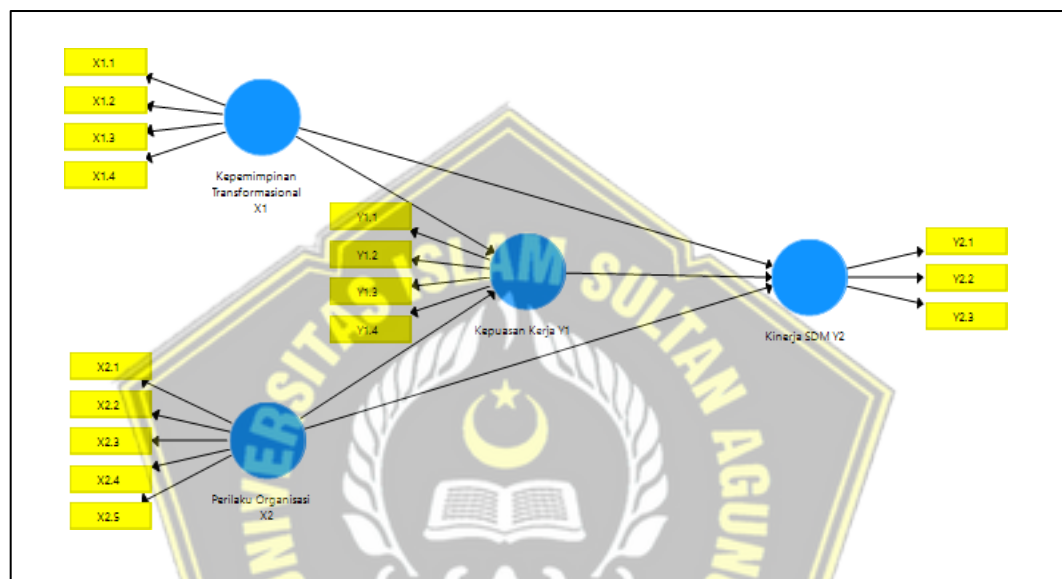 X1.1
X1.2
X1.3
X1.4
Kepemimpinan
Transformasional
X1
Y1.1
Y1.2
Y1.3
Y1.4
Kepuasan Kerja Y1
Kinerja SDM Y2
Y2.1
Y2.2
Y2.3
X2.1
X2.2
X2.3
X2.4
X2.5
Perilaku Organisasi
X2
UNIVERSITAS ISLAM SULTAN AGUNG